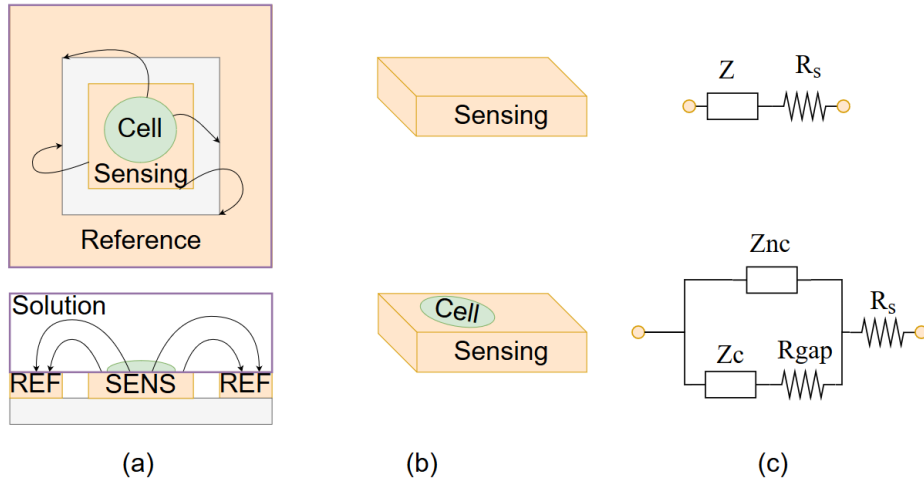 Cell
Sensing
Reference
Solution
REF
SENS
REF
(a)
Sensing
Cell
Sensing
(b)
Z
Rs
Znc
Rs
Zc
Rgap
(c)